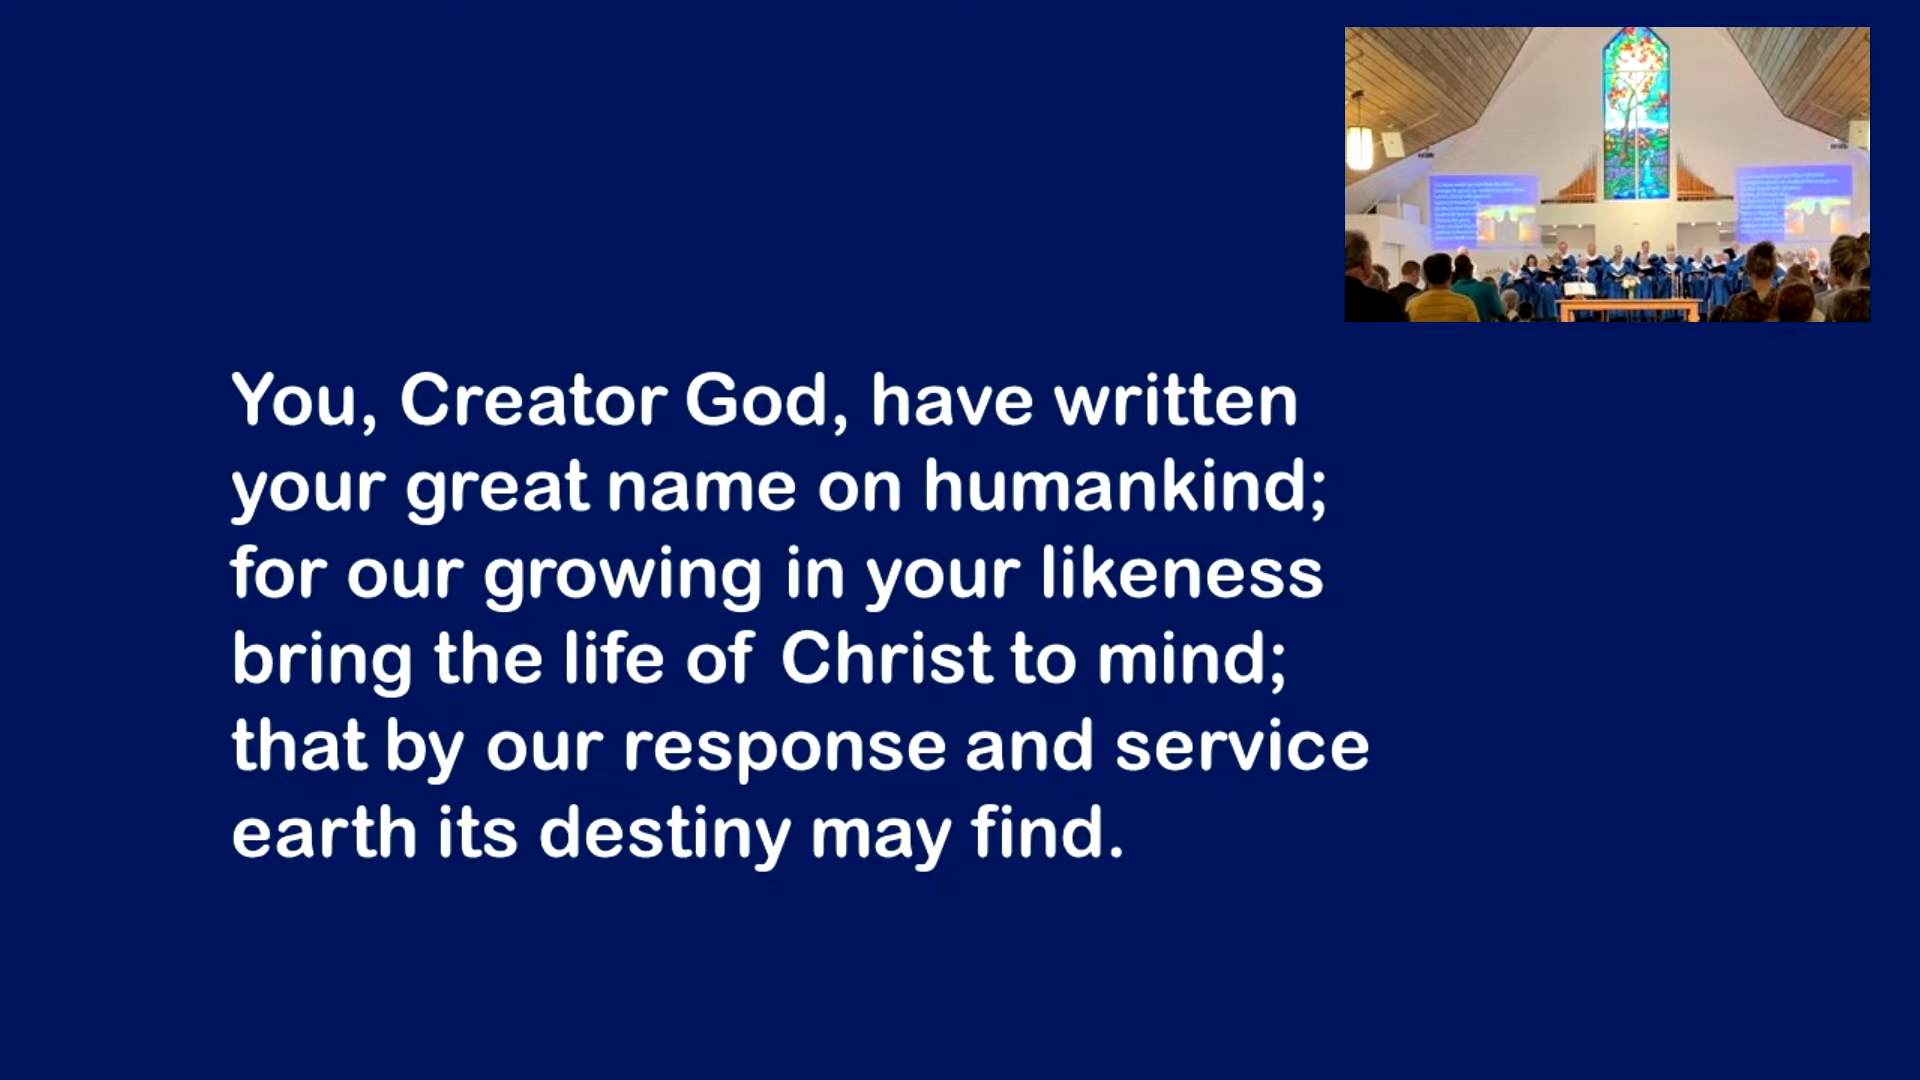 You, Creator God, have written
your great name on humankind;
for our growing in your likeness
bring the life of Christ to mind;
that by our response and service
earth its destiny may find.